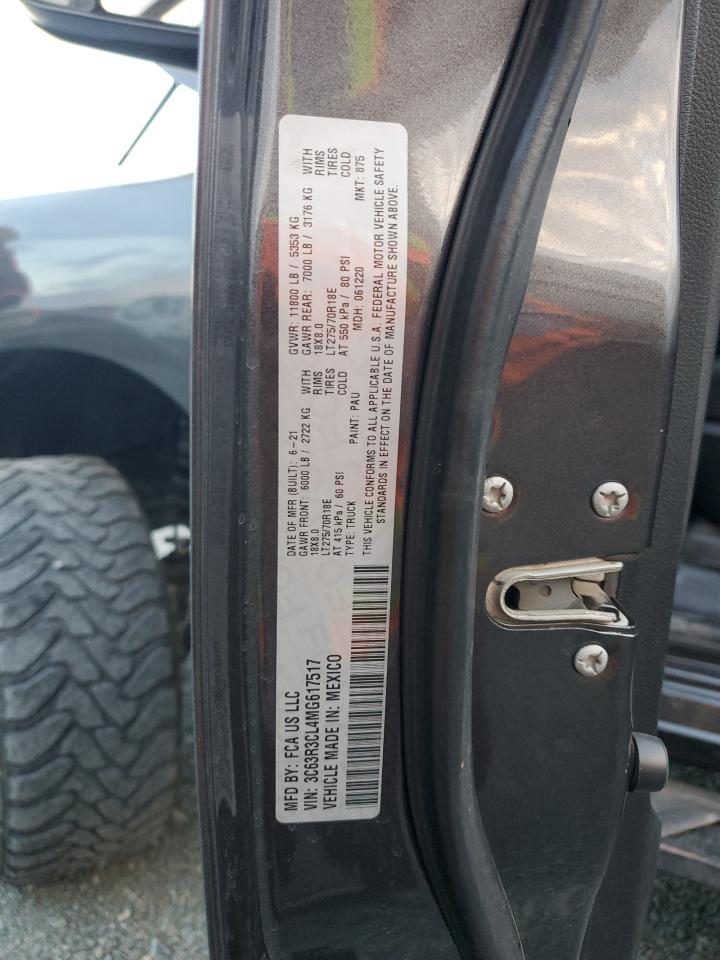 MFD BY: FCA US LLC
DATE OF MFR (BUILT): 6-21
GVWR: 11800 LB / 5353 KG
GAWR FRONT: 6000 LB / 2722 KG WITH
GAWR REAR: 7000 LB / 3176 KG WITH
18X8.0 RIMS
18X8.0 RIMS
LT275/70R18E TIRES
LT275/70R18E TIRES
AT 415 kPa / 60 PSI COLD
AT 550 kPa / 80 PSI COLD
VIN: 3C63R3CL4MG617517
TYPE: TRUCK PAINT: PAU MDH: 061220 MKT: 875
VEHICLE MADE IN: MEXICO
THIS VEHICLE CONFORMS TO ALL APPLICABLE U.S.A. FEDERAL MOTOR VEHICLE SAFETY
STANDARDS IN EFFECT ON THE DATE OF MANUFACTURE SHOWN ABOVE.